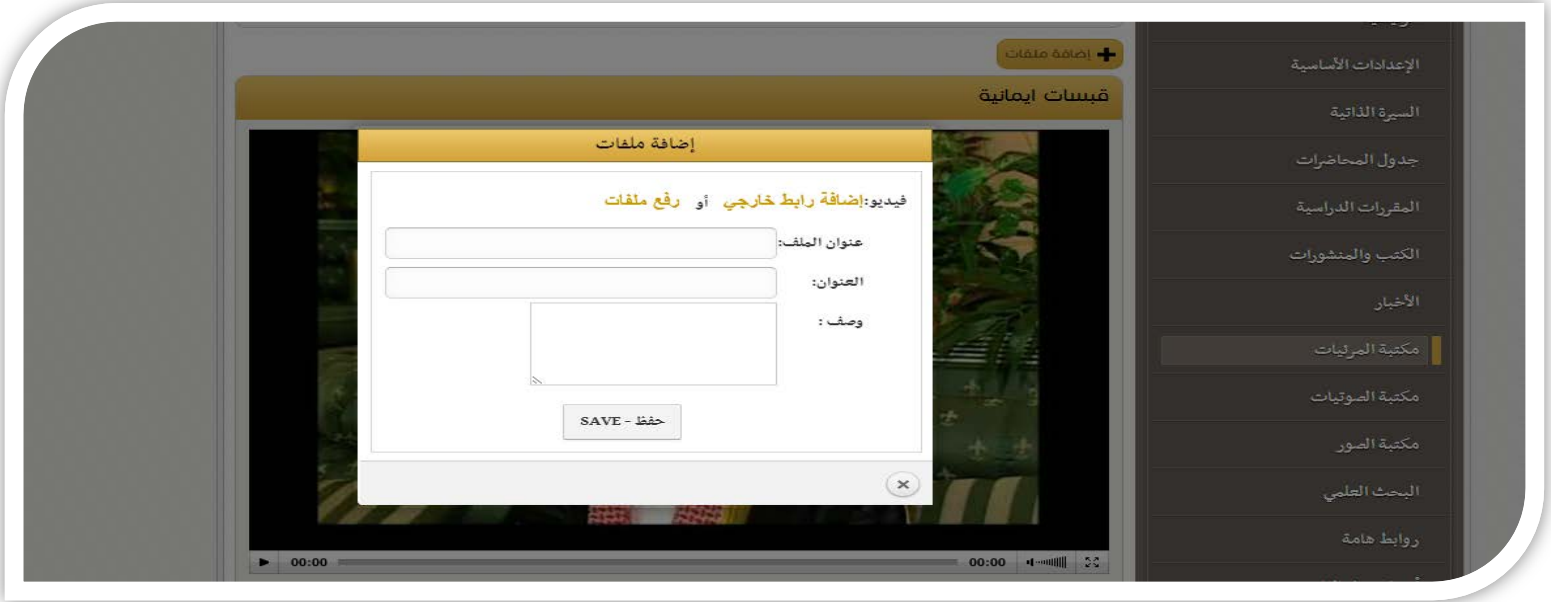 إضافة ملفات
قبسات ايمانية
إضافة ملفات
فيديو:إضافة رابط خارجي أو رفع ملفات
عنوان الملف:
العنوان:
وصف :
حفظ - SAVE
00:00
00:00
الإعدادات الأساسية
السيرة الذاتية
جدول المحاضرات
المقررات الدراسية
الكتب والمنشورات
الأخبار
مكتبة المرئيات
مكتبة الصوتيات
مكتبة الصور
البحث العلمي
روابط هامة